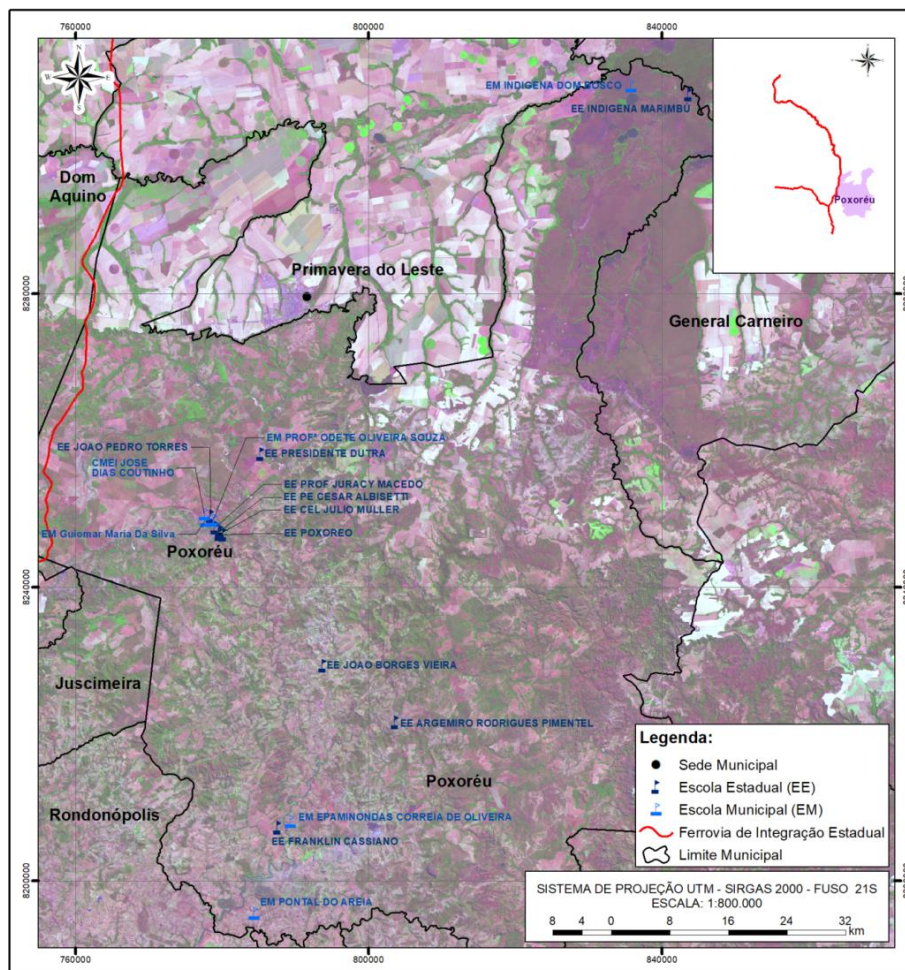 760000
800000
840000
N
W
E
S
EM INDIGENA DOM BOSCO
EE INDIGENA MARIMBU
Poxoréu
Dom
Aquino
Primavera do Leste
8280000
General Carneiro
EE JOAO PEDRO TORRES
EM PROFª ODETE OLIVEIRA SOUZA
EE PRESIDENTE DUTRA
CMEI JOSE
DIAS COUTINHO
EE PROF JURACY MACEDO
EE PE CESAR ALBISETTI
EE CEL JULIO MULLER
EM Guiomar Maria Da Silva
EE POXOREO
Poxoréu
8240000
EE JOAO BORGES VIEIRA
Juscimeira
EE ARGEMIRO RODRIGUES PIMENTEL
Poxoréu
Rondonópolis
EM EPAMINONDAS CORREIA DE OLIVEIRA
EE FRANKLIN CASSIANO
8200000
EM PONTAL DO AREIA
Legenda:
Sede Municipal
Escola Estadual (EE)
Escola Municipal (EM)
Ferrovia de Integração Estadual
Limite Municipal
SISTEMA DE PROJEÇÃO UTM - SIRGAS 2000 - FUSO 21S
ESCALA: 1:800.000
8 4 0 8 16 24 32
km
760000
800000
840000